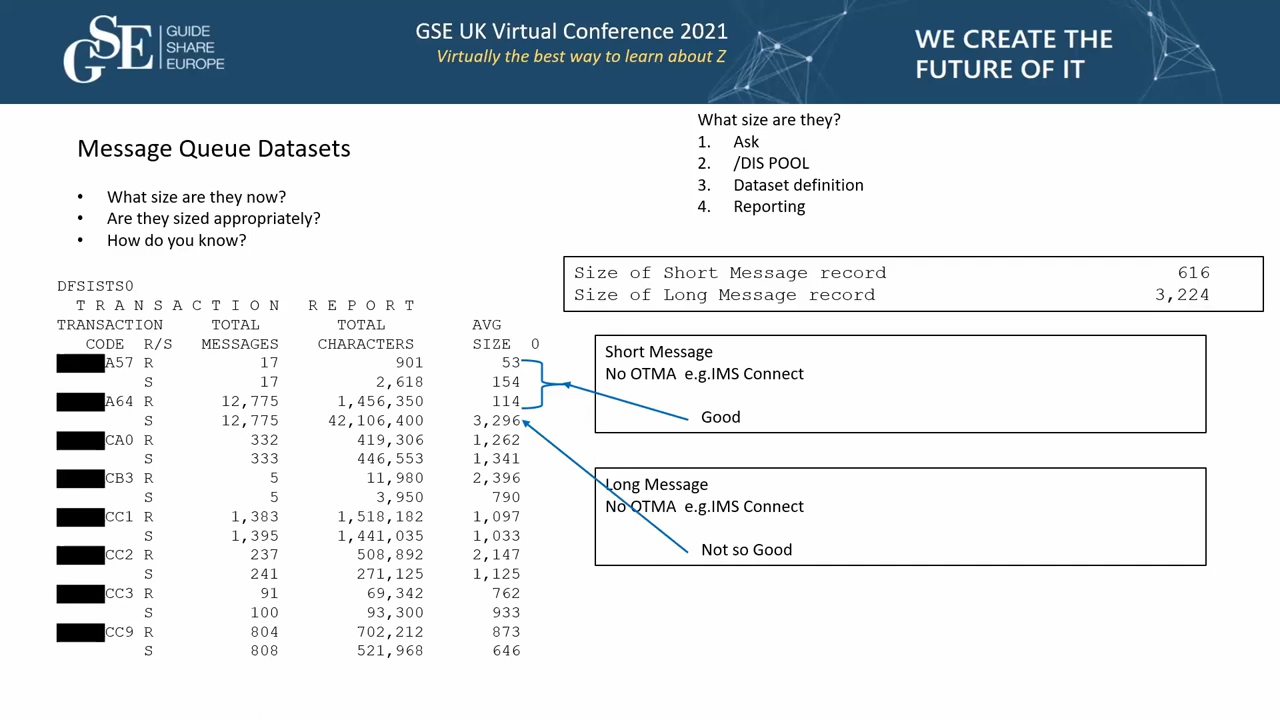 GSE
GUIDE
SHARE
EUROPE
GSE UK Virtual Conference 2021
Virtually the best way to learn about Z
WE CREATE THE
FUTURE OF IT
Message Queue Datasets
• What size are they now?
• Are they sized appropriately?
• How do you know?
What size are they?
1. Ask
2. /DIS POOL
3. Dataset definition
4. Reporting
Size of Short Message record 616
Size of Long Message record 3,224
DFSISTS0
T R A N S A C T I O N R E P O R T
TRANSACTION TOTAL TOTAL AVG
CODE R/S MESSAGES CHARACTERS SIZE 0
A57 R 17 901 53
S 17 2,618 154
A64 R 12,775 1,456,350 114
S 12,775 42,106,400 3,296
CA0 R 332 419,306 1,262
S 333 446,553 1,341
CB3 R 5 11,980 2,396
S 5 3,950 790
CC1 R 1,383 1,518,182 1,097
S 1,395 1,441,035 1,033
CC2 R 237 508,892 2,147
S 241 271,125 1,125
CC3 R 91 69,342 762
S 100 93,300 933
CC9 R 804 702,212 873
S 808 521,968 646
Short Message
No OTMA e.g.IMS Connect
Good
Long Message
No OTMA e.g.IMS Connect
Not so Good